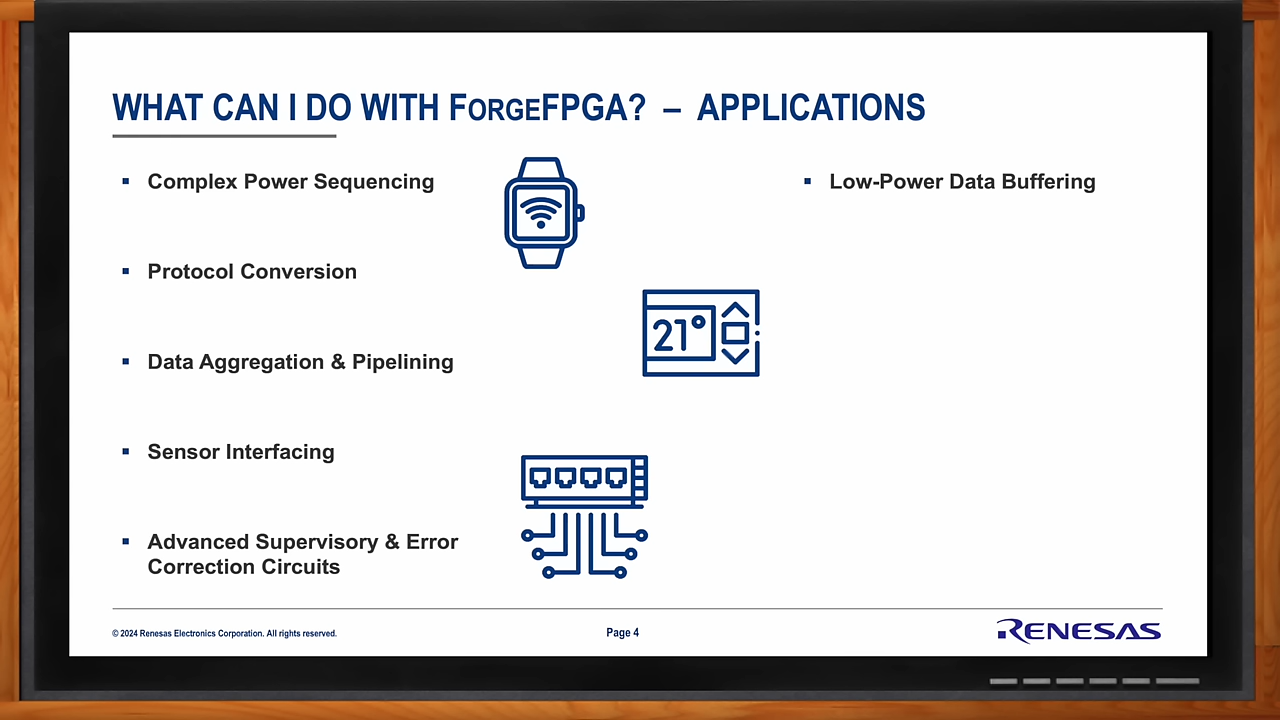 WHAT CAN I DO WITH FORGEFPGA? – APPLICATIONS
▪ Complex Power Sequencing
▪ Protocol Conversion
▪ Data Aggregation & Pipelining
▪ Sensor Interfacing
▪ Advanced Supervisory & Error
Correction Circuits
▪ Low-Power Data Buffering
21°
© 2024 Renesas Electronics Corporation. All rights reserved.
Page 4
RENESAS